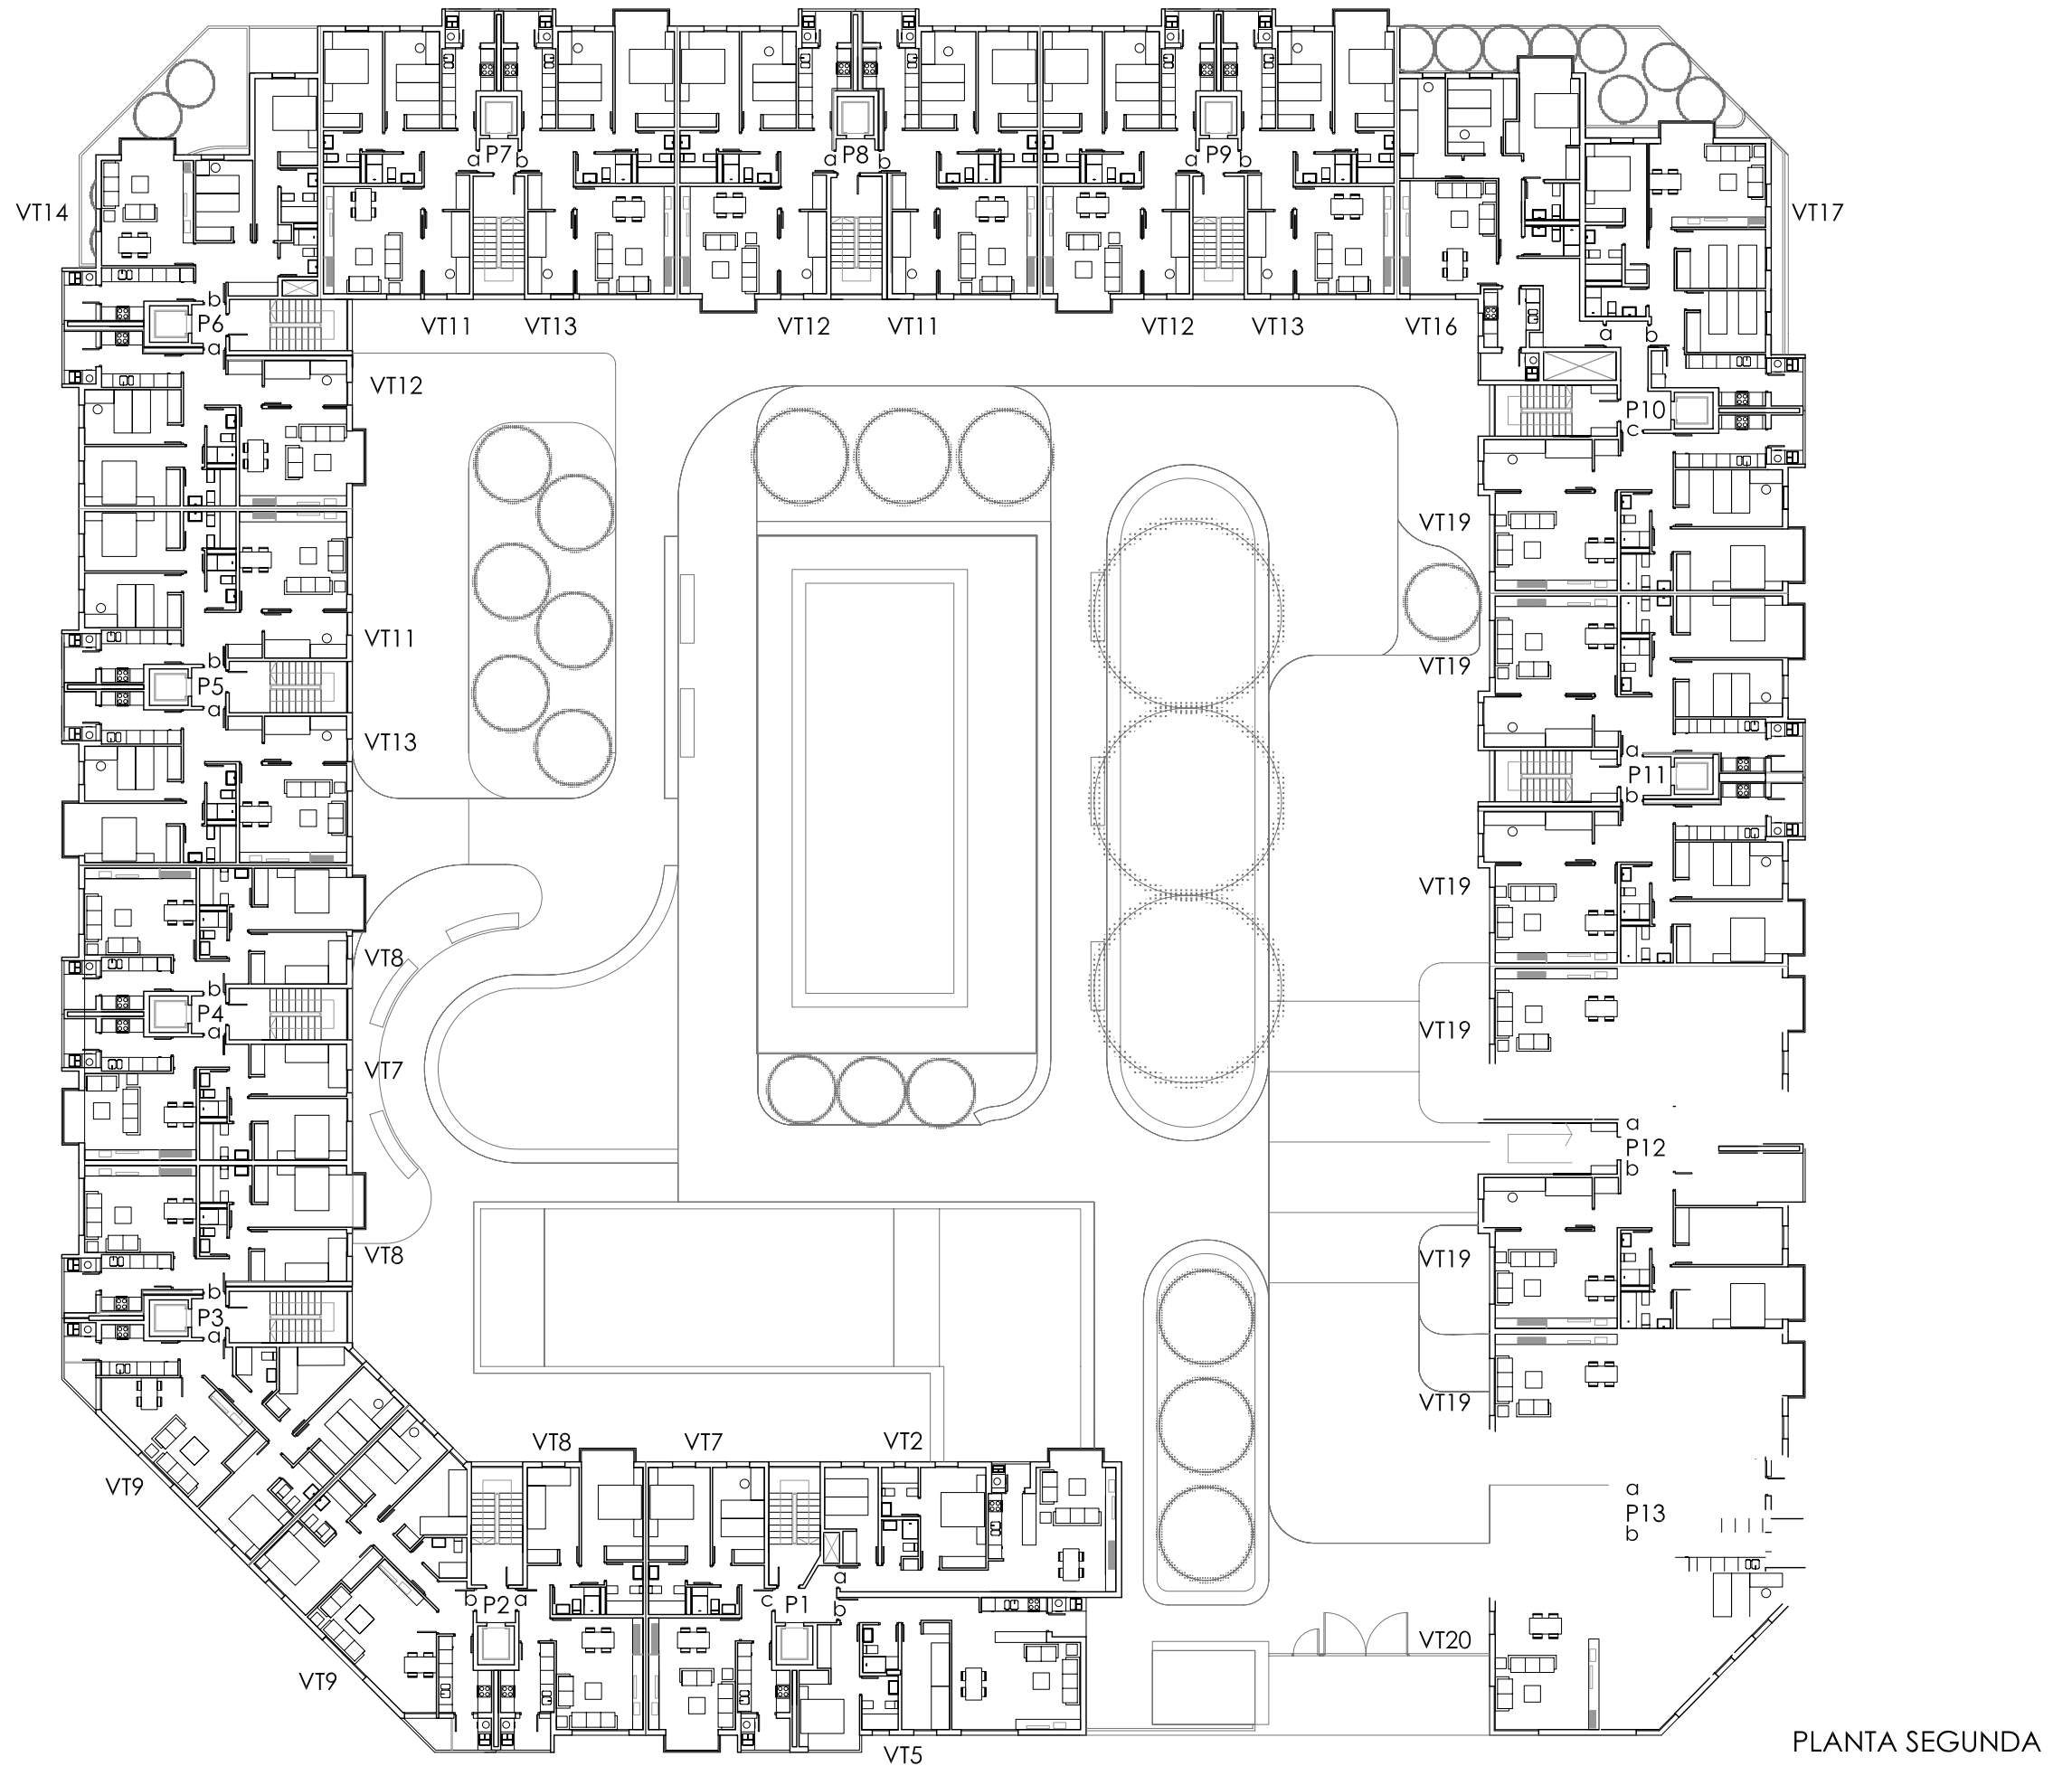 a P7 b
a P8 b
a P9 b
VT14
VT17
b
P6
a
VT11
VT13
VT12
VT11
VT12
VT13
VT16
a b
P10
c
VT12
VT19
VT11
VT19
b
P5
a
VT13
a
P11
b
VT19
VT8
b
P4
a
VT19
VT7
a
P12
b
VT8
VT19
b
P3
a
VT19
VT8
VT7
VT2
VT9
a
P13
b
a
b P2 a
c P1 b
VT20
VT9
VT5
PLANTA SEGUNDA